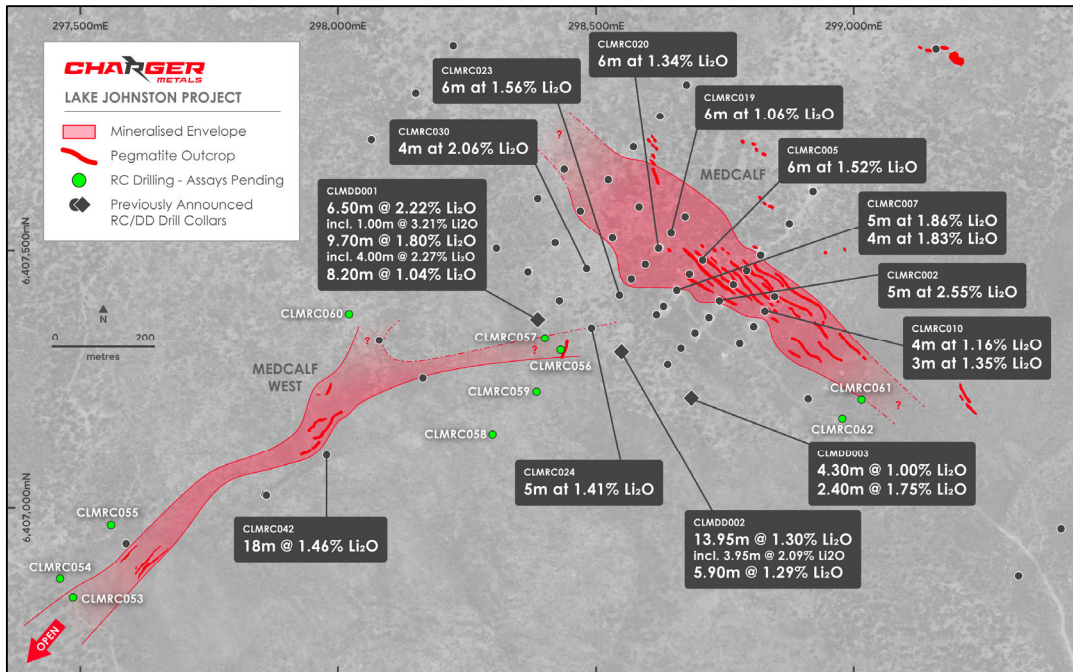 297,500mE
298,000mE
298,500mE
299,000mE
CHARGER
METALS
LAKE JOHNSTON PROJECT
Mineralised Envelope
Pegmatite Outcrop
RC Drilling - Assays Pending
Previously Announced
RC/DD Drill Collars
CLMRC020
6m at 1.34% Li₂O
CLMRC023
6m at 1.56% Li₂O
CLMRC019
6m at 1.06% Li₂O
CLMRC030
4m at 2.06% Li₂O
?
CLMRC005
6m at 1.52% Li₂O
MEDCALF
CLMDD001
6.50m @ 2.22% Li₂O
incl. 1.00m @ 3.21% Li2O
9.70m @ 1.80% Li₂O
incl. 4.00m @ 2.27% Li₂O
8.20m @ 1.04% Li₂O
CLMRC007
5m at 1.86% Li₂O
4m at 1.83% Li₂O
6,407,500mN
CLMRC002
5m at 2.55% Li₂O
N
0
200
metres
CLMRC060
CLMRC010
4m at 1.16% Li₂O
3m at 1.35% Li₂O
CLMRC057
?
?
CLMRC056
MEDCALF
WEST
CLMRC059
CLMRC061
?
CLMRC062
CLMRC058
CLMDD003
4.30m @ 1.00% Li₂O
2.40m @ 1.75% Li₂O
CLMRC024
5m at 1.41% Li₂O
6,407,000mN
CLMRC055
CLMRC042
18m @ 1.46% Li₂O
CLMDD002
13.95m @ 1.30% Li₂O
incl. 3.95m @ 2.09% Li2O
5.90m @ 1.29% Li₂O
CLMRC054
CLMRC053
OPEN